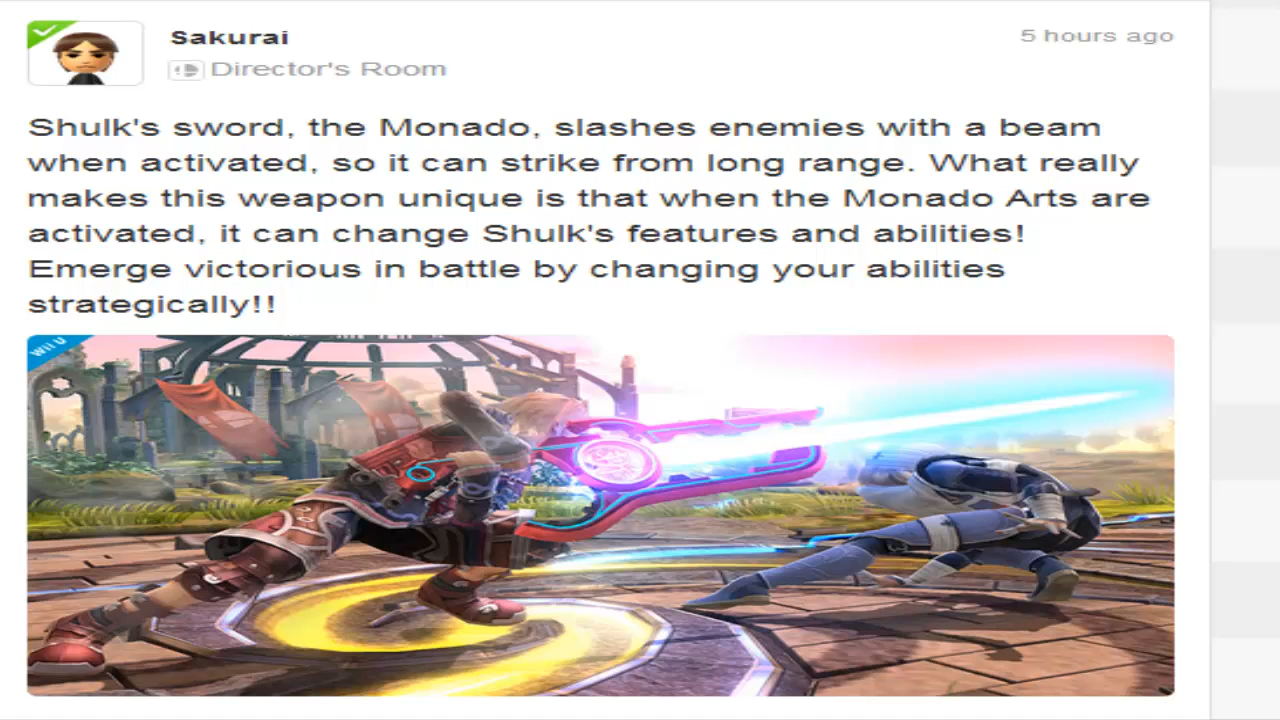 Sakurai
5 hours ago
Director's Room
Shulk's sword, the Monado, slashes enemies with a beam
when activated, so it can strike from long range. What really
makes this weapon unique is that when the Monado Arts are
activated, it can change Shulk's features and abilities!
Emerge victorious in battle by changing your abilities
strategically!!
Wii U